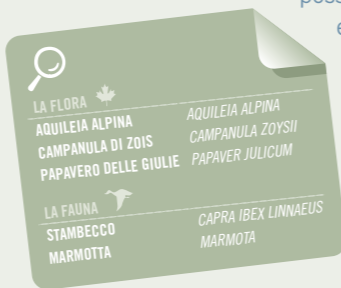 poss
e
LA FLORA
AQUILEIA ALPINA AQUILEIA ALPINA
CAMPANULA DI ZOIS CAMPANULA ZOYSII
PAPAVERO DELLE GIULIE PAPAVER JULICUM
LA FAUNA
STAMBECCO CAPRA IBEX LINNAEUS
MARMOTTA MARMOTA